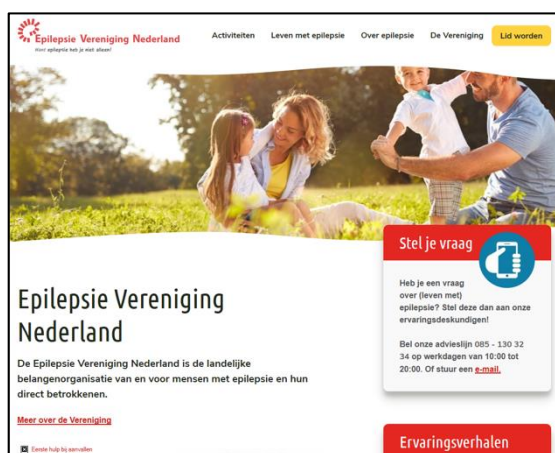 Epilepsie Vereniging Nederland
Want epilepsie heb je niet alleen!
Activiteiten
Leven met epilepsie
Over epilepsie
De Vereniging
Lid worden
Stel je vraag
Heb je een vraag
over (leven met)
epilepsie? Stel deze dan aan onze
ervaringsdeskundigen!
Bel onze advieslijn 085 - 130 32
34 op werkdagen van 10:00 tot
20:00. Of stuur een e-mail.
Epilepsie Vereniging
Nederland
De Epilepsie Vereniging Nederland is de landelijke
belangenorganisatie van en voor mensen met epilepsie en hun
direct betrokkenen.
Meer over de Vereniging
Eerste hulp bij aanvallen
Ervaringsverhalen